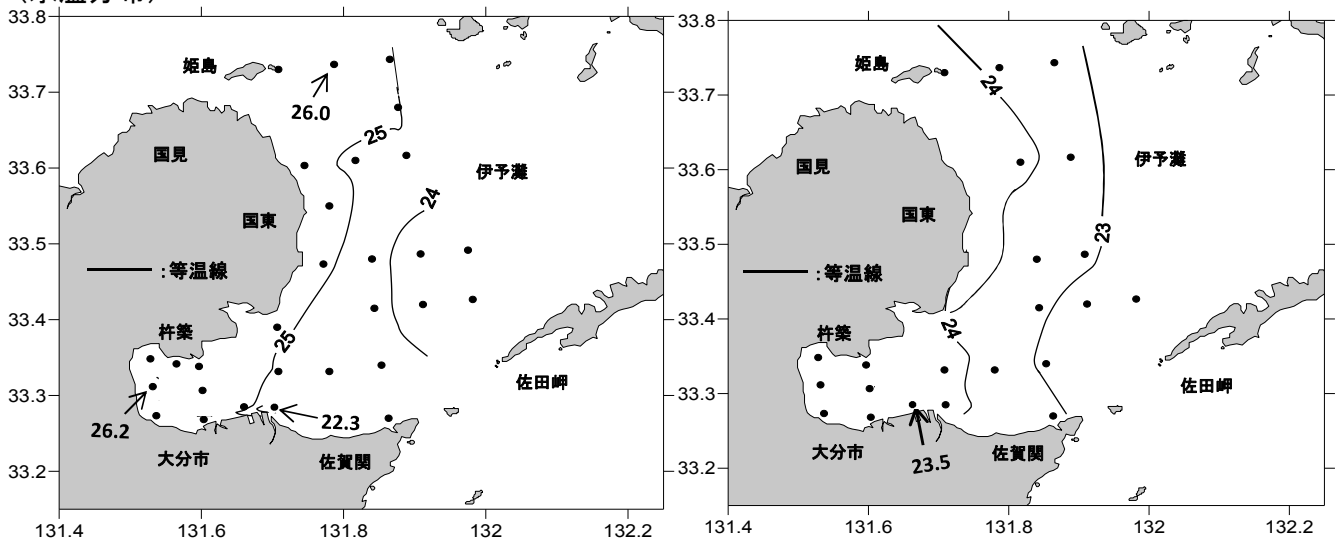 (水温分布)
33.8
33.7
33.6
33.5
33.4
33.3
33.2
131.4
131.6
131.8
132
132.2
姫島
26.0
25
国見
伊予灘
24
国東
:等温線
杵築
25
佐田岬
26.2
22.3
大分市
佐賀関
33.8
33.7
33.6
33.5
33.4
33.3
33.2
131.4
131.6
131.8
132
132.2
姫島
24
国見
伊予灘
国東
23
:等温線
杵築
24
佐田岬
大分市
佐賀関
23.5